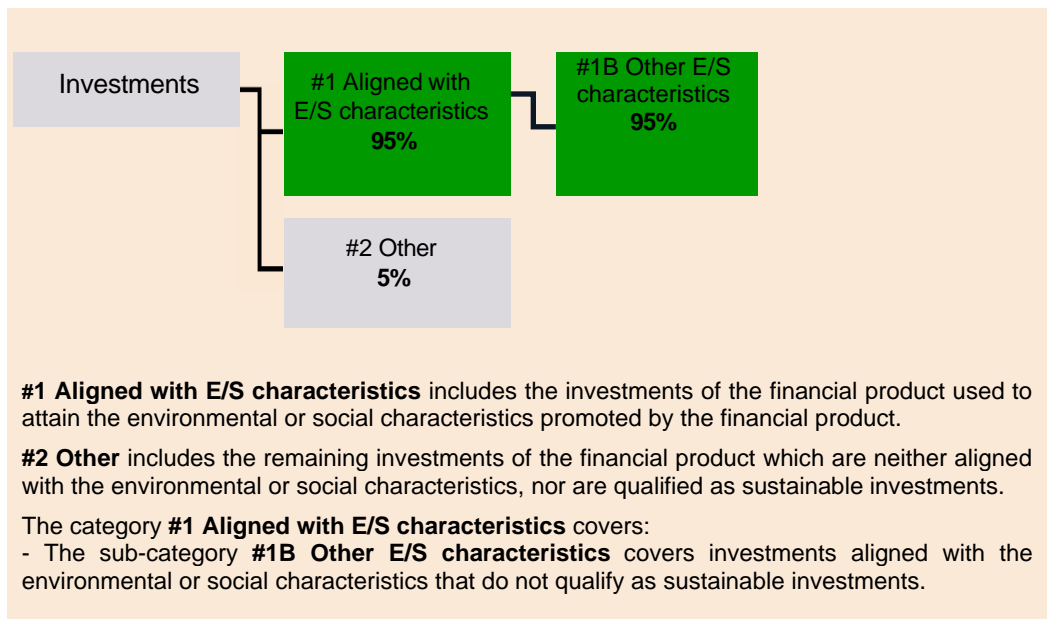 Investments
#1 Aligned with
E/S characteristics
95%
#1B Other E/S
characteristics
95%
#2 Other
5%
#1 Aligned with E/S characteristics includes the investments of the financial product used to
attain the environmental or social characteristics promoted by the financial product.
#2 Other includes the remaining investments of the financial product which are neither aligned
with the environmental or social characteristics, nor are qualified as sustainable investments.
The category #1 Aligned with E/S characteristics covers:
- The sub-category #1B Other E/S characteristics covers investments aligned with the
environmental or social characteristics that do not qualify as sustainable investments.